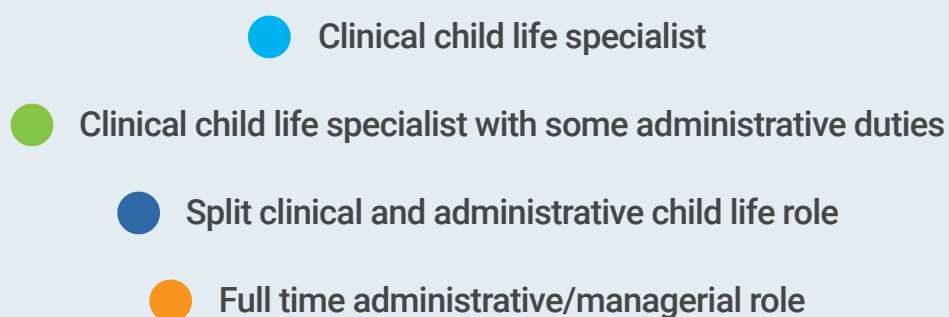 Clinical child life specialist
Clinical child life specialist with some administrative duties
Split clinical and administrative child life role
Full time administrative/managerial role